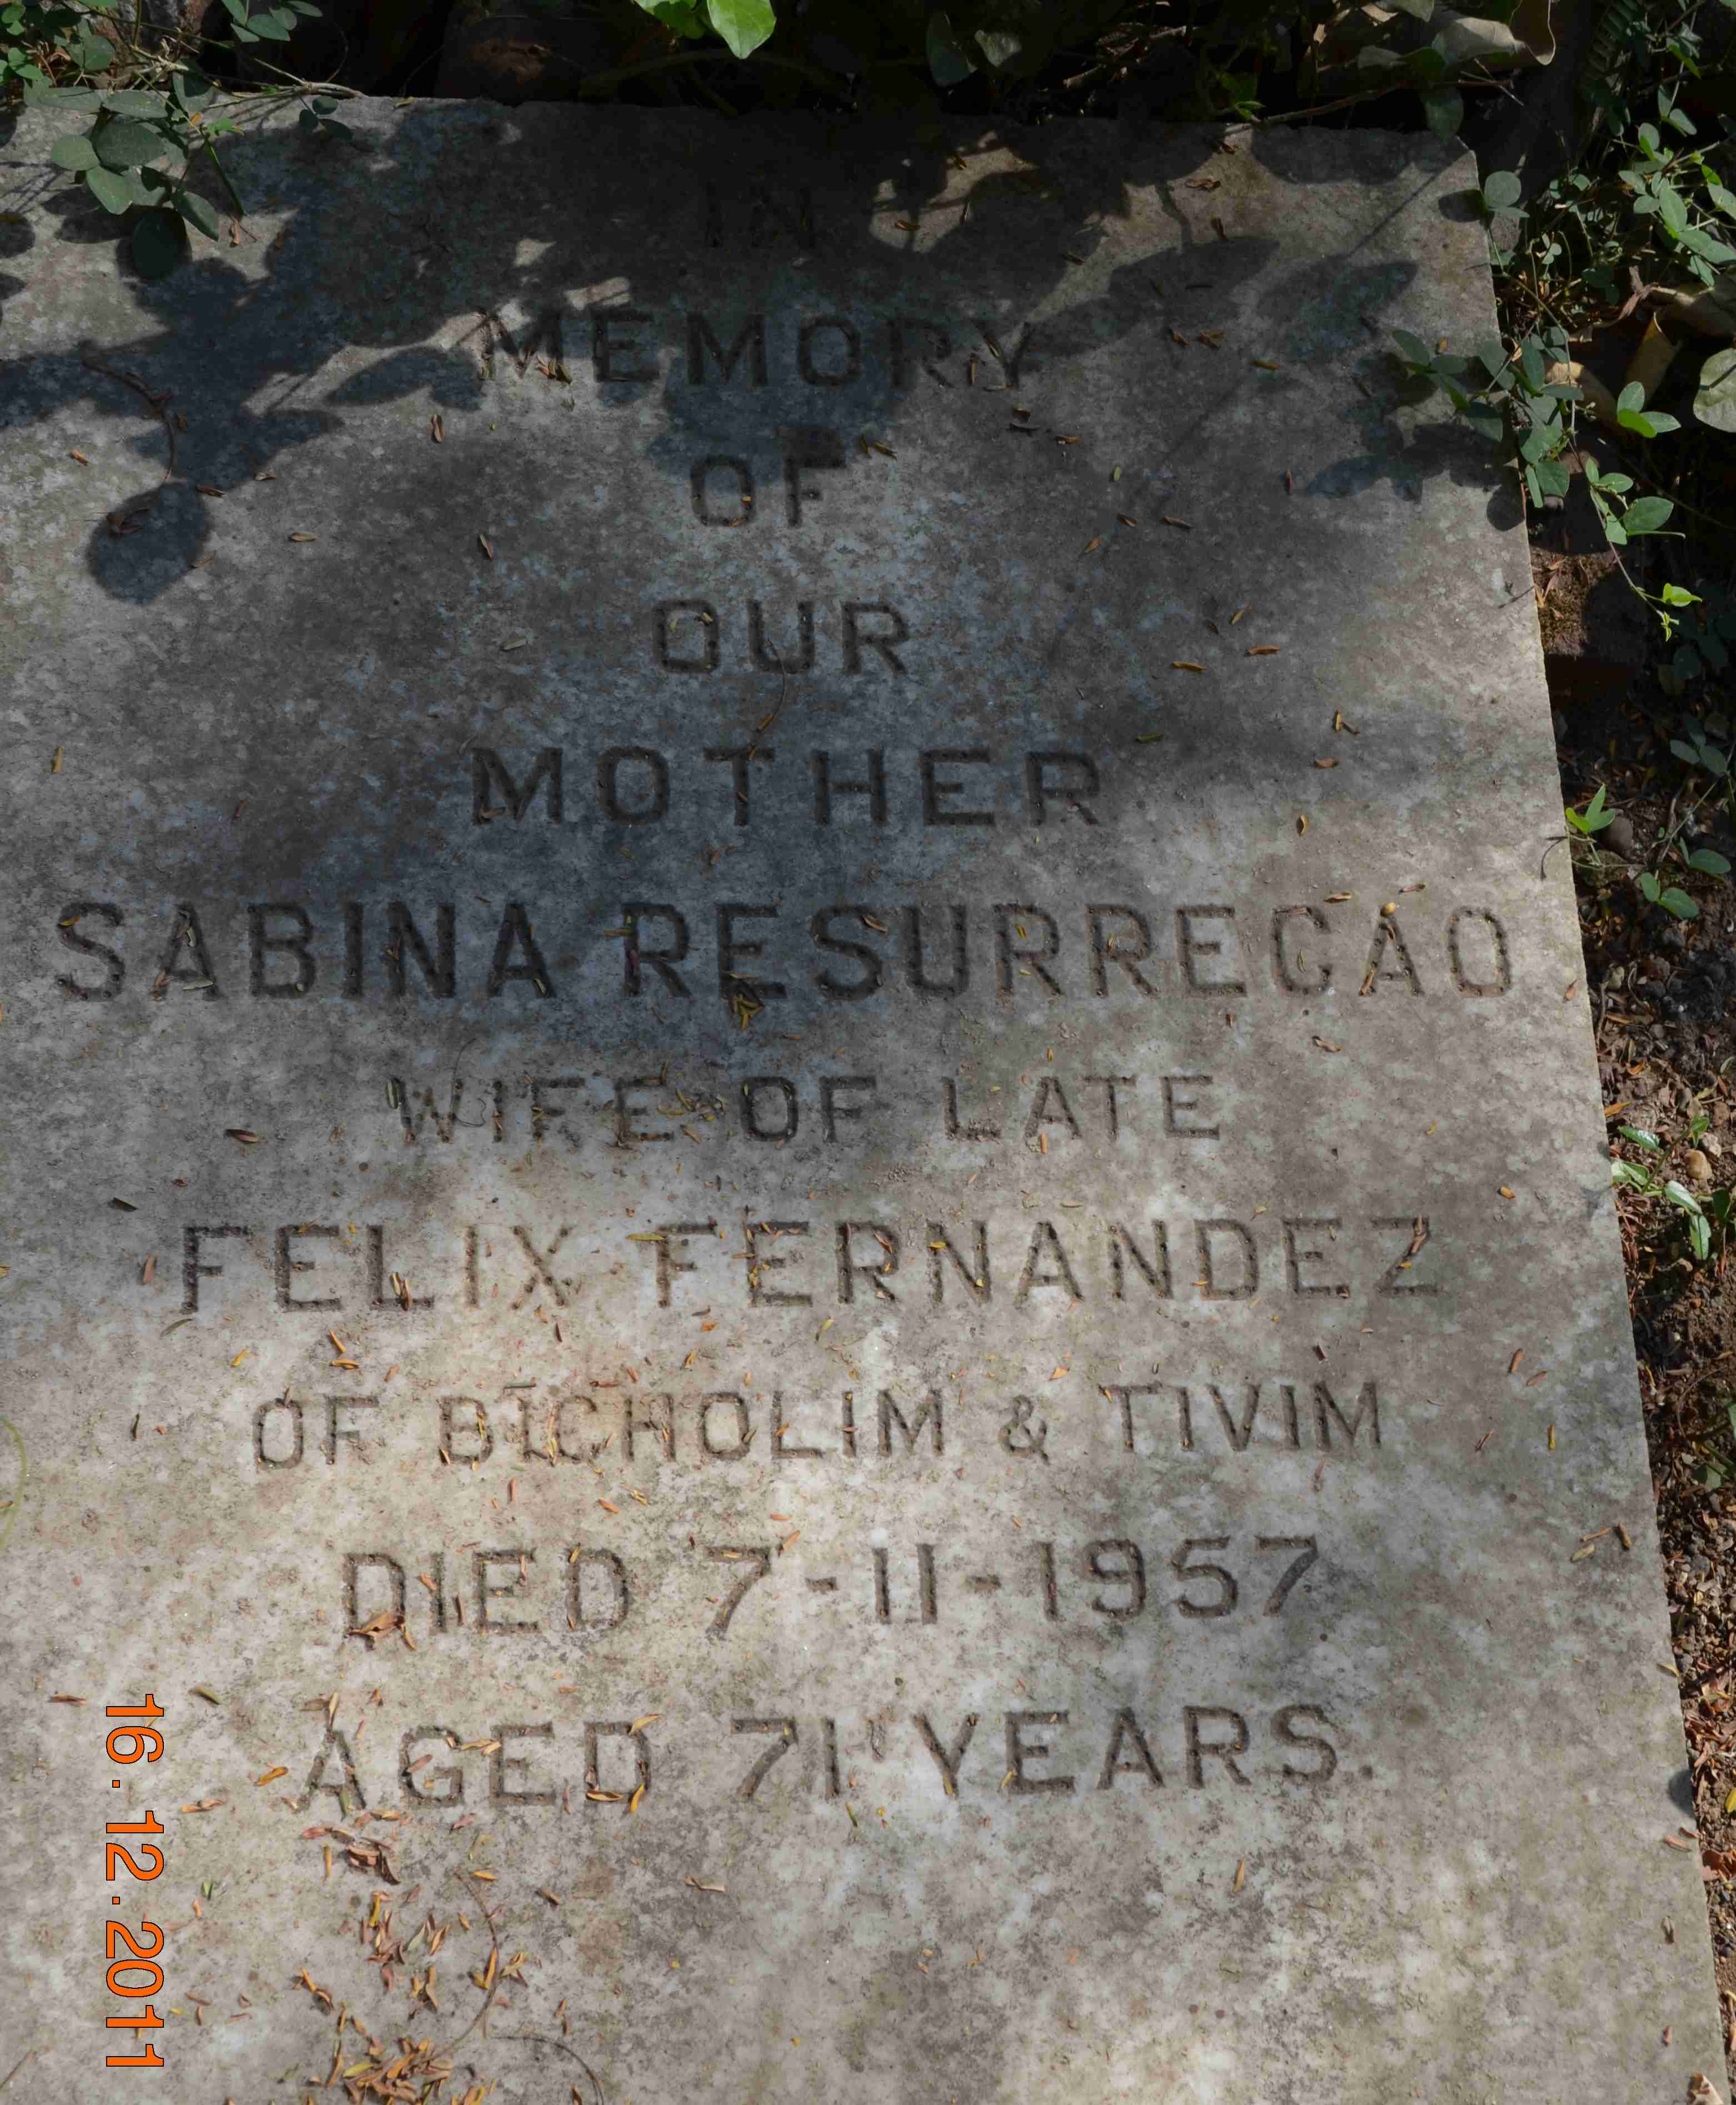 IN
MEMORY
OF
OUR
MOTHER
SABINA RESURRECAO
WIFE OF LATE
FELIX FERNANDEZ
OF BICHOLIM & TIVIM
DIED 7-11-1957
AGED 71 YEARS.
16.12.2011